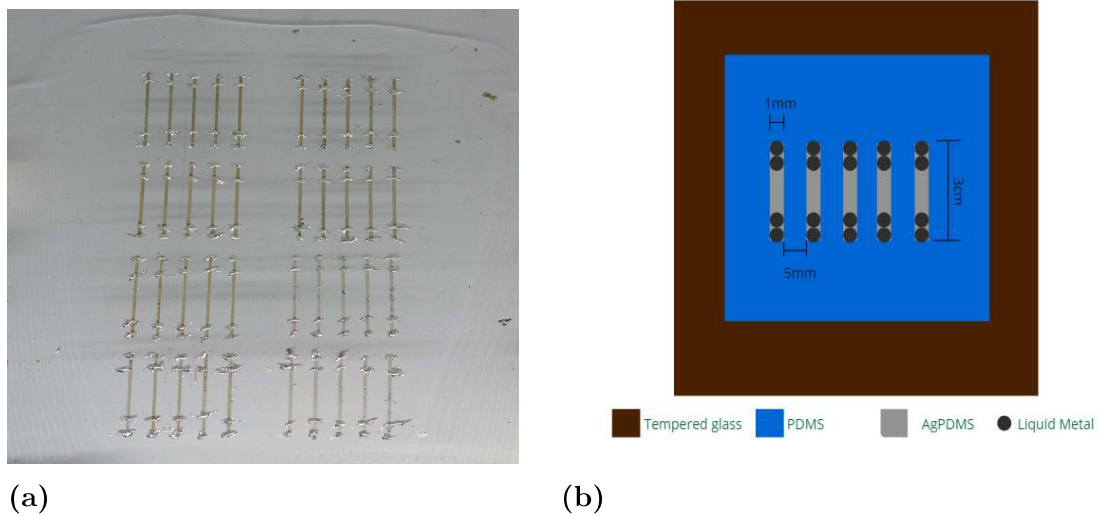 1mm
3cm
5mm
Tempered glass
PDMS
AgPDMS
Liquid Metal
(a)
(b)